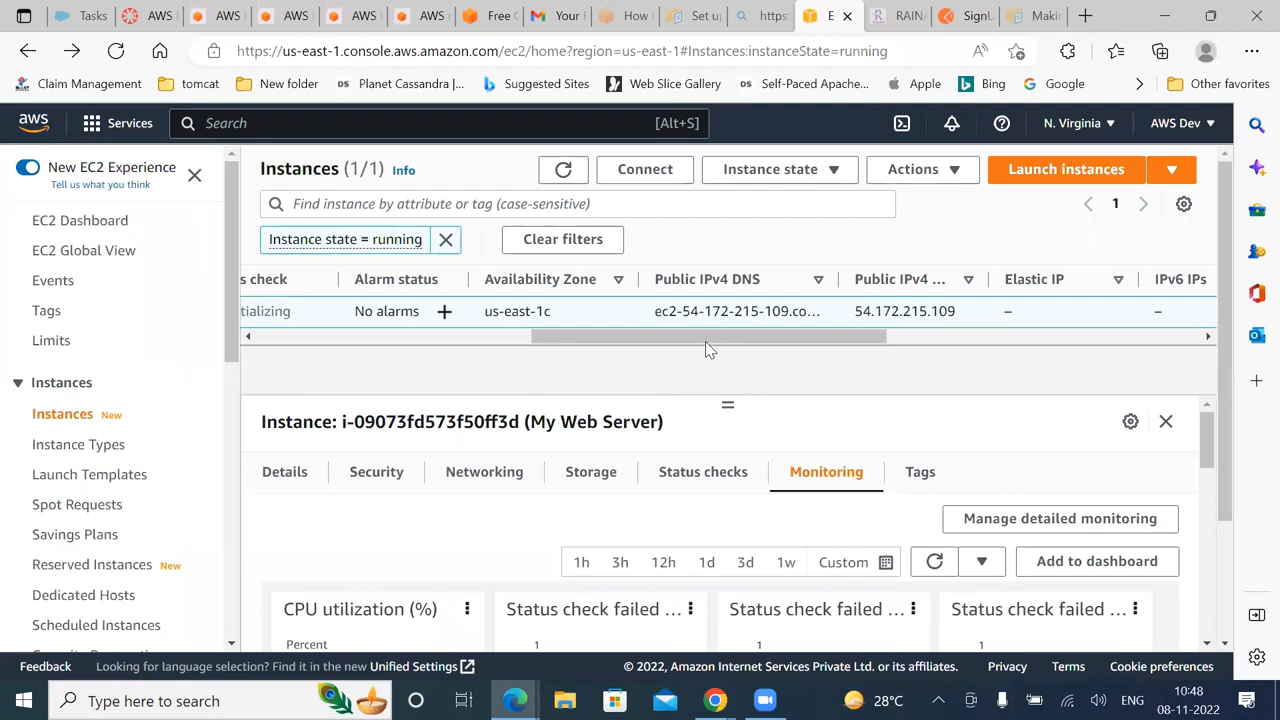 Tasks
AWS I
AWS
AWS
AWS
AWS
Free C
Your F
How t
Set u
https:
E
RAINA
SignU
Makin
https://us-east-1.console.aws.amazon.com/ec2/home?region=us-east-1#Instances:instanceState=running
Claim Management
tomcat
New folder
DS Planet Cassandra |...
Suggested Sites
Web Slice Gallery
DS Self-Paced Apache...
Apple
Bing
Google
Other favorites
aws
Services
Search [Alt+S]
N. Virginia
AWS Dev
New EC2 Experience
Tell us what you think
EC2 Dashboard
EC2 Global View
Events
Tags
Limits
Instances
Instances New
Instance Types
Launch Templates
Spot Requests
Savings Plans
Reserved Instances New
Dedicated Hosts
Scheduled Instances
Instances (1/1) Info
Connect
Instance state
Actions
Launch instances
Find instance by attribute or tag (case-sensitive)
1
Instance state = running
Clear filters
s check Alarm status Availability Zone Public IPv4 DNS Public IPv4 ... Elastic IP IPv6 IPs
tializing No alarms + us-east-1c ec2-54-172-215-109.co... 54.172.215.109 – –
Instance: i-09073fd573f50ff3d (My Web Server)
Details Security Networking Storage Status checks Monitoring Tags
Manage detailed monitoring
1h 3h 12h 1d 3d 1w Custom
Add to dashboard
CPU utilization (%)
Status check failed ...
Status check failed ...
Status check failed ...
Percent
1
1
1
Feedback
Looking for language selection? Find it in the new Unified Settings
© 2022, Amazon Internet Services Private Ltd. or its affiliates.
Privacy
Terms
Cookie preferences
Type here to search
28°C
ENG
10:48
08-11-2022